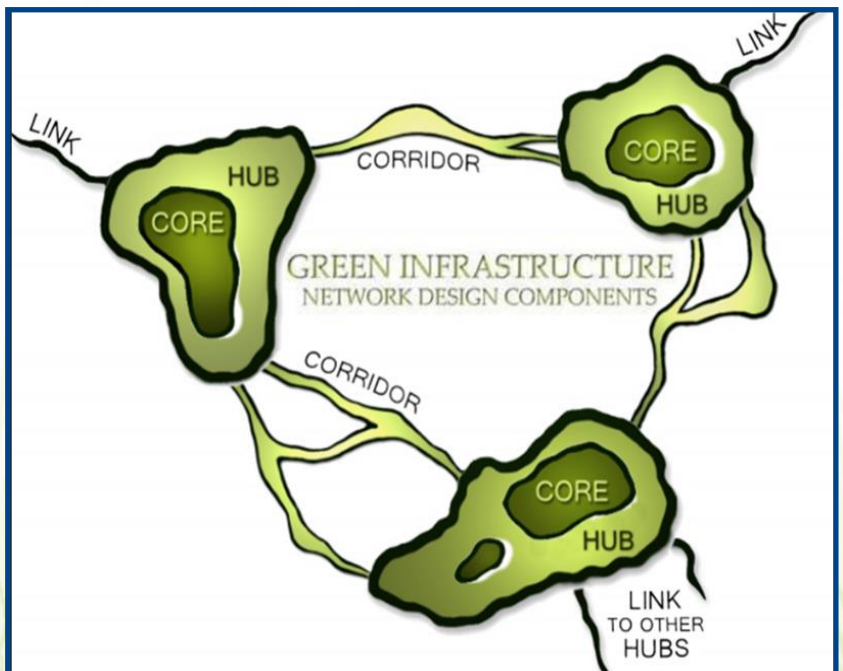 LINK
LINK
CORRIDOR
HUB
CORE
CORE
HUB
GREEN INFRASTRUCTURE
NETWORK DESIGN COMPONENTS
CORRIDOR
CORE
HUB
LINK
TO OTHER
HUBS